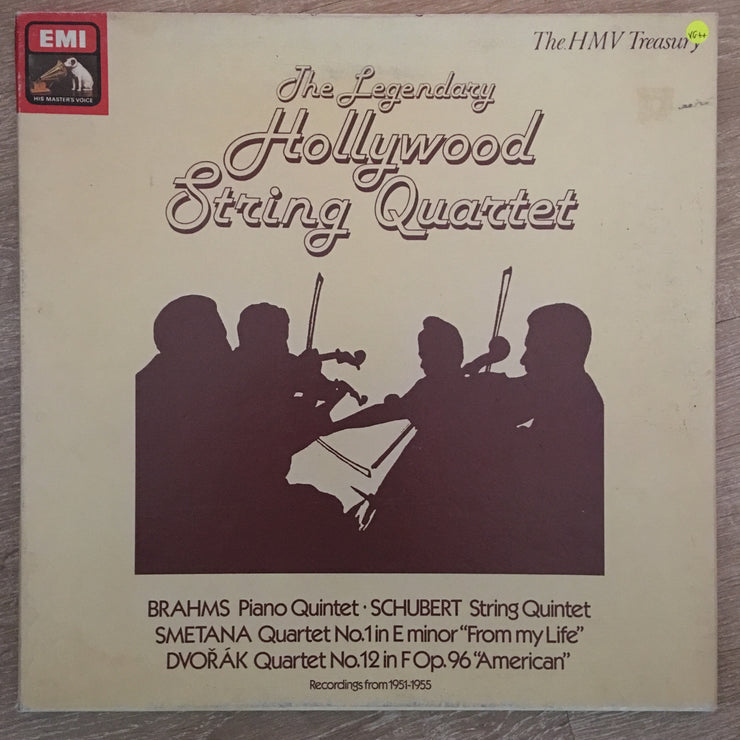 EMI
HIS MASTER'S VOICE
The HMV Treasury
VG++
The Legendary
Hollywood
String Quartet
BRAHMS Piano Quintet · SCHUBERT String Quintet
SMETANA Quartet No.1 in E minor "From my Life"
DVOŘÁK Quartet No.12 in F Op.96 "American"
Recordings from 1951-1955